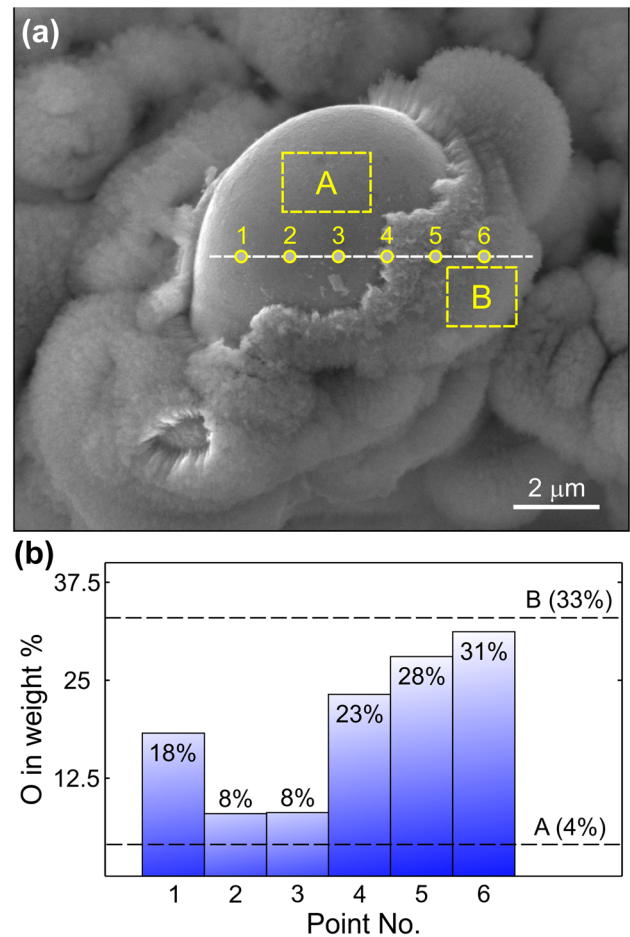 (a)
A
1 2 3 4 5 6
B
2 μm
(b)
37.5
B (33%)
31%
28%
25
23%
18%
12.5
8% 8%
A (4%)
O in weight %
1 2 3 4 5 6
Point No.